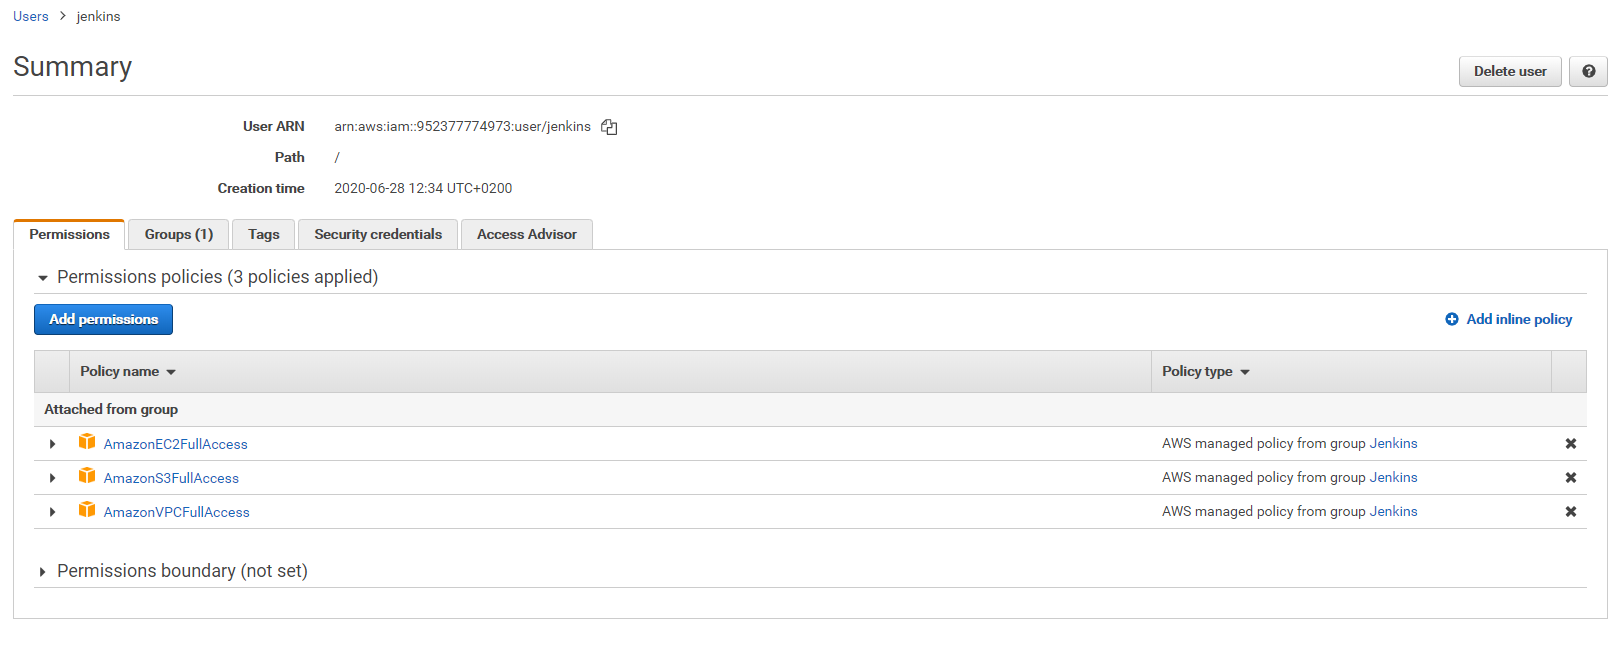 Users > jenkins
Summary
Delete user
User ARN arn:aws:iam::952377774973:user/jenkins
Path /
Creation time 2020-06-28 12:34 UTC+0200
Permissions Groups (1) Tags Security credentials Access Advisor
Permissions policies (3 policies applied)
Add permissions Add inline policy
Policy name Policy type
Attached from group
AmazonEC2FullAccess AWS managed policy from group Jenkins
AmazonS3FullAccess AWS managed policy from group Jenkins
AmazonVPCFullAccess AWS managed policy from group Jenkins
Permissions boundary (not set)